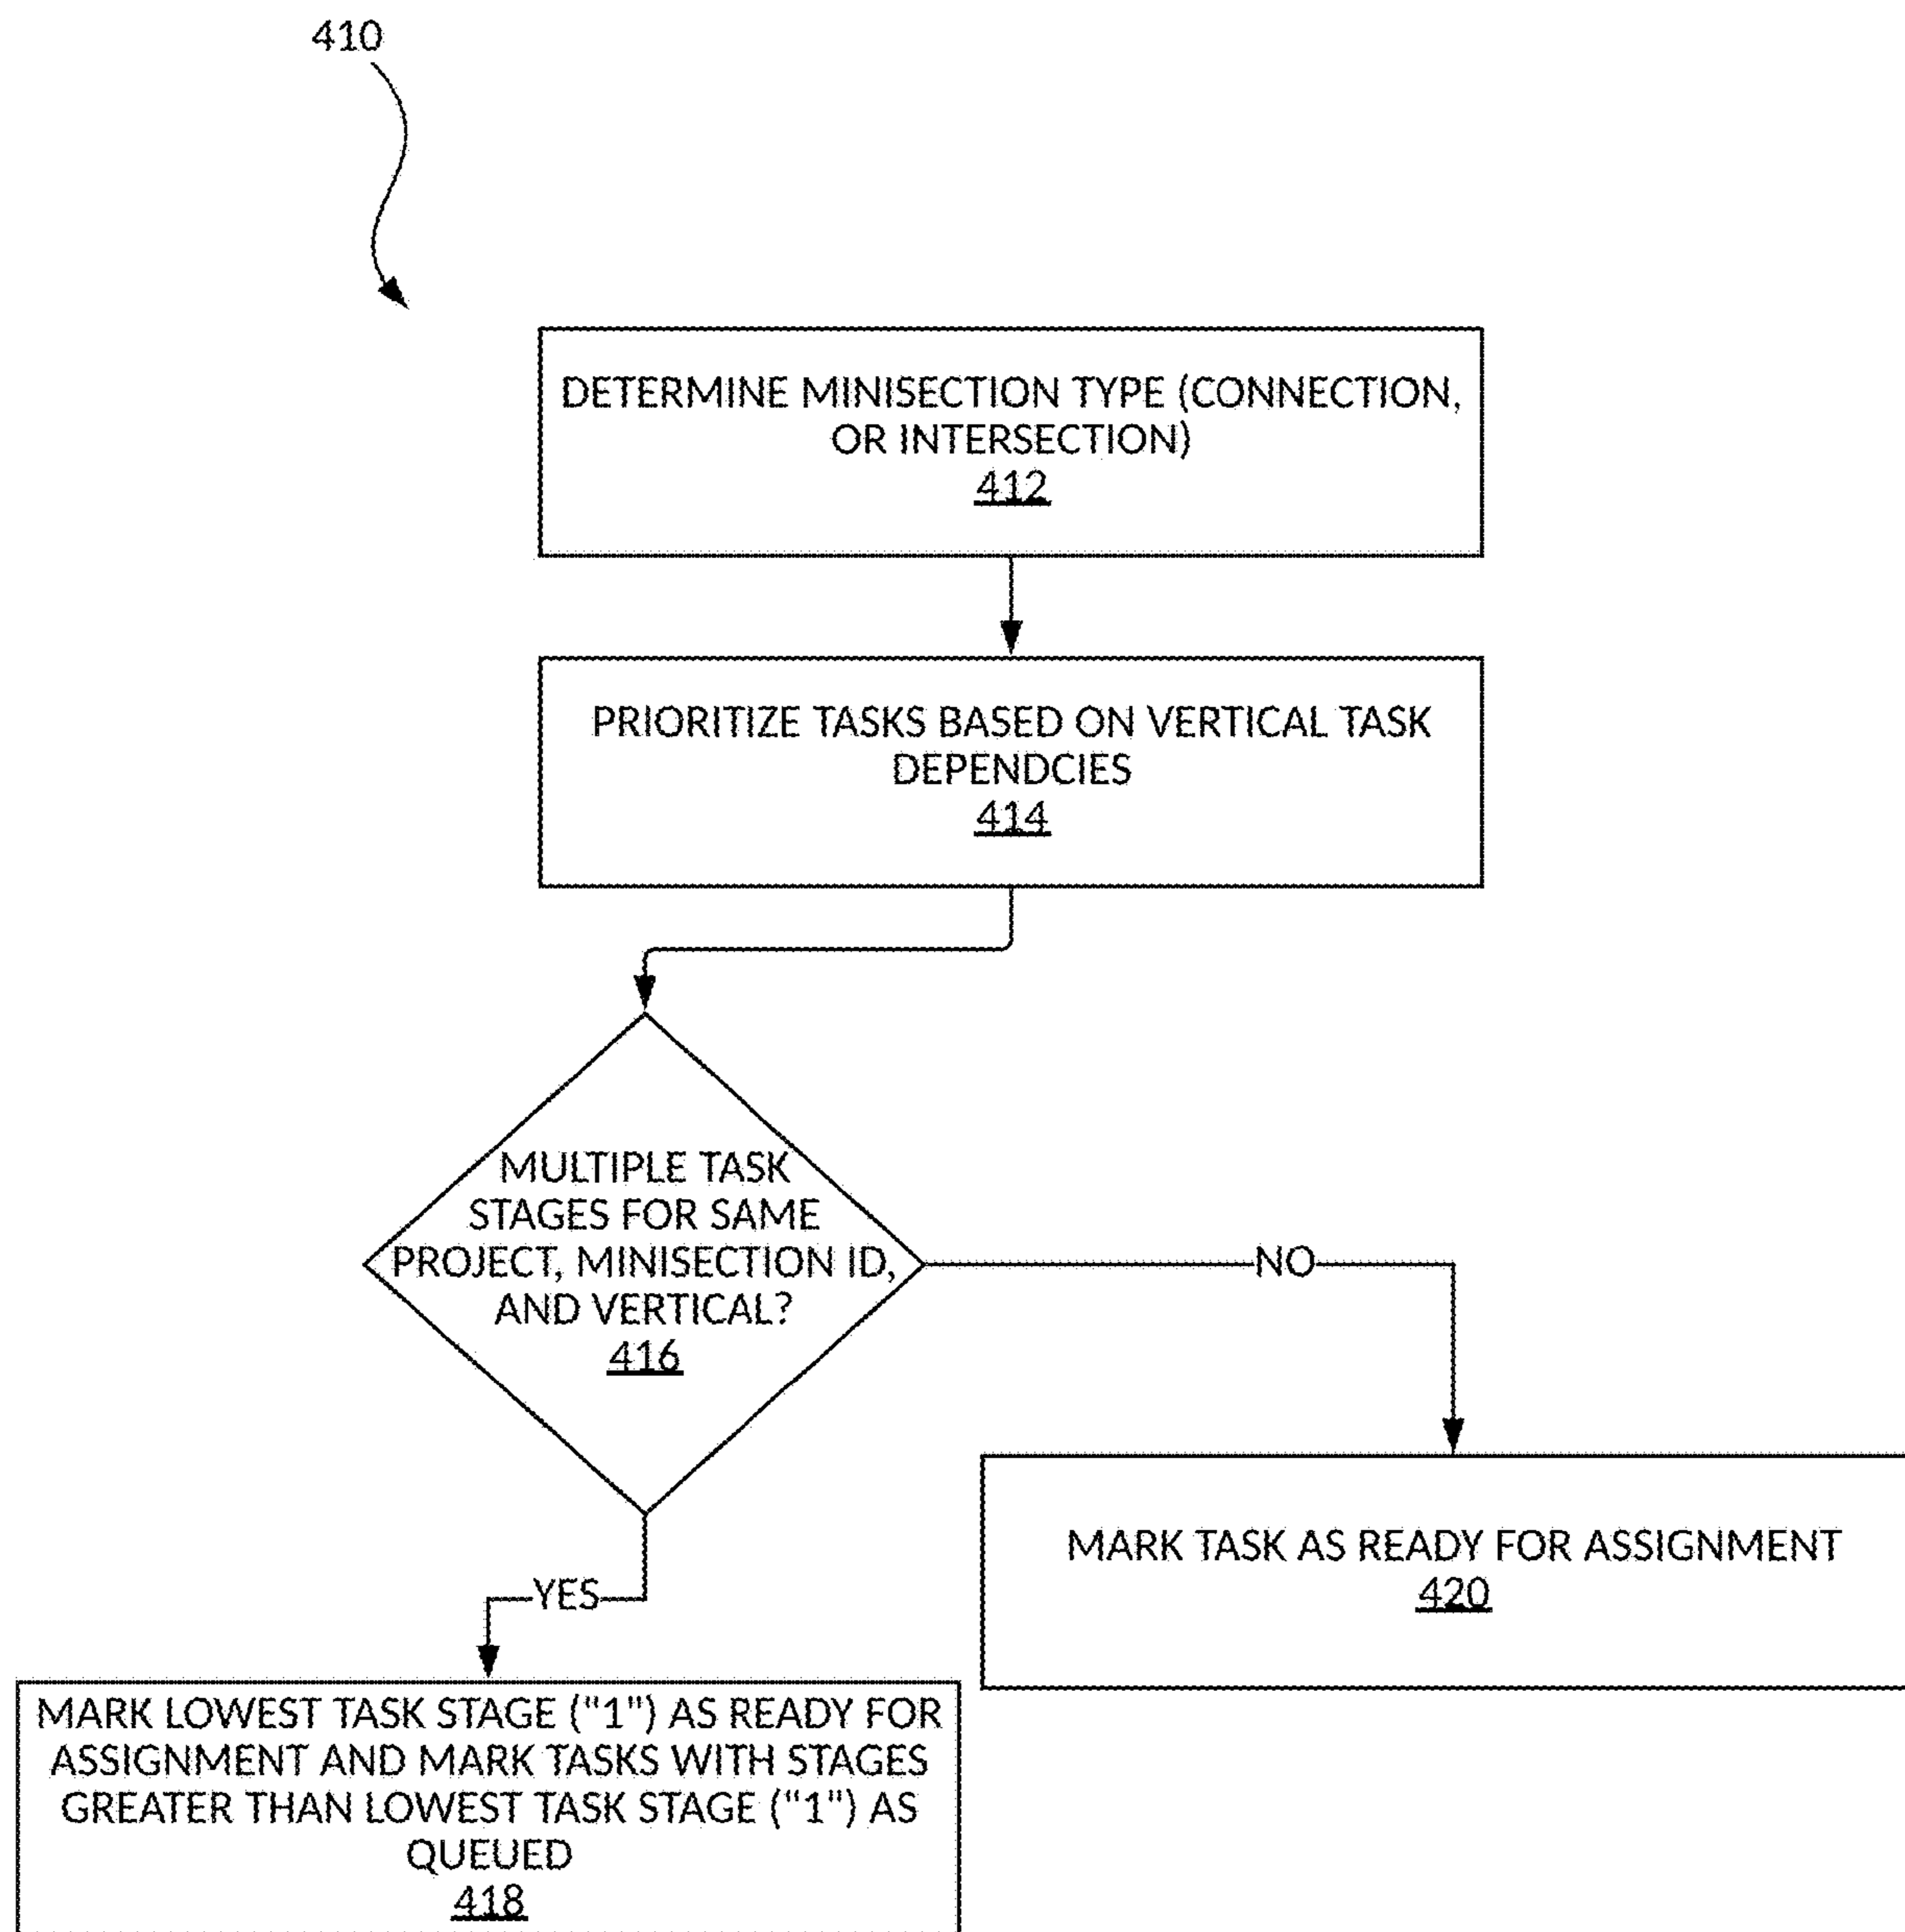 410
DETERMINE MINISECTION TYPE (CONNECTION,
OR INTERSECTION)
412
PRIORITIZE TASKS BASED ON VERTICAL TASK
DEPENDCIES
414
MULTIPLE TASK
STAGES FOR SAME
PROJECT, MINISECTION ID,
AND VERTICAL?
416
NO
MARK TASK AS READY FOR ASSIGNMENT
420
YES
MARK LOWEST TASK STAGE ("1") AS READY FOR
ASSIGNMENT AND MARK TASKS WITH STAGES
GREATER THAN LOWEST TASK STAGE ("1") AS
QUEUED
418